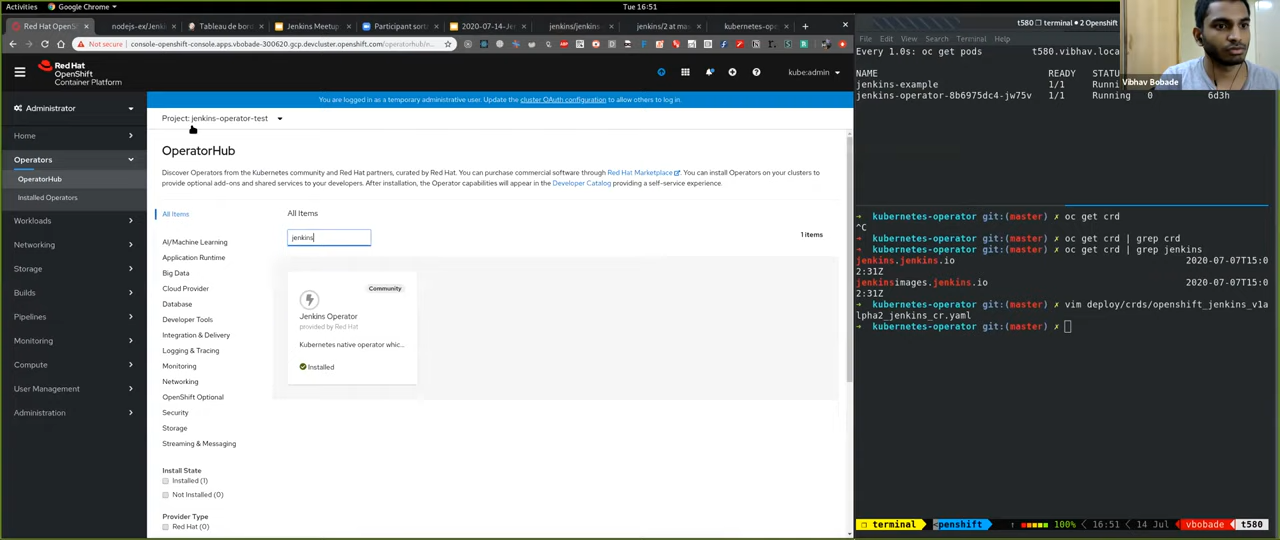 Activities
Google Chrome
Tue 16:51
Red Hat OpenS
nodejs-ex/Jenki
Tableau de bor
Jenkins Meetup
Participant sort
2020-07-14-Jen
jenkins/jenkins-
jenkins/2 at ma
kubernetes-ope
Not secure | console-openshift-console.apps.vbobade-300620.gcp.devcluster.openshift.com/operatorhub/n
Red Hat
OpenShift
Container Platform
kube:admin
You are logged in as a temporary administrative user. Update the cluster OAuth configuration to allow others to log in.
Administrator
Home
Operators
OperatorHub
Installed Operators
Workloads
Networking
Storage
Builds
Pipelines
Monitoring
Compute
User Management
Administration
Project: jenkins-operator-test
OperatorHub
Discover Operators from the Kubernetes community and Red Hat partners, curated by Red Hat. You can purchase commercial software through Red Hat Marketplace. You can install Operators on your clusters to
provide optional add-ons and shared services to your developers. After installation, the Operator capabilities will appear in the Developer Catalog providing a self-service experience.
All Items
AI/Machine Learning
Application Runtime
Big Data
Cloud Provider
Database
Developer Tools
Integration & Delivery
Logging & Tracing
Monitoring
Networking
OpenShift Optional
Security
Storage
Streaming & Messaging
Install State
Installed (1)
Not Installed (0)
Provider Type
Red Hat (0)
All Items
jenkins
1 items
Community
Jenkins Operator
provided by Red Hat
Kubernetes native operator whic...
Installed
t580 terminal • 2 Openshift
File Edit View Search Terminal Help
Every 1.0s: oc get pods t580.vibhav.loca
NAME READY STATU
jenkins-example 1/1 Runni
jenkins-operator-8b6975dc4-jw75v 1/1 Running 0 6d3h
Vibhav Bobade
➜ kubernetes-operator git:(master) ✗ oc get crd
^C
➜ kubernetes-operator git:(master) ✗ oc get crd | grep crd
➜ kubernetes-operator git:(master) ✗ oc get crd | grep jenkins
jenkins.jenkins.io 2020-07-07T15:0
2:31Z
jenkinsimages.jenkins.io 2020-07-07T15:0
2:31Z
➜ kubernetes-operator git:(master) ✗ vim deploy/crds/openshift_jenkins_v1a
lpha2_jenkins_cr.yaml
➜ kubernetes-operator git:(master) ✗
terminal
penshift
↑ 100% 16:51 14 Jul vbobade t580